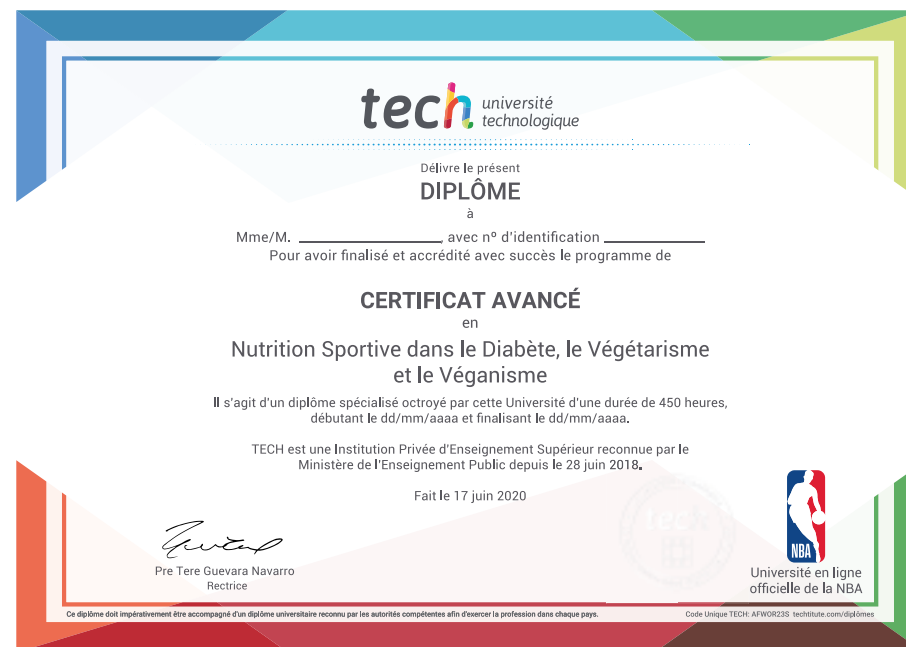 tech université
technologique
Délivre le présent
DIPLÔME
à
Mme/M. ____________________, avec nº d'identification ______________
Pour avoir finalisé et accrédité avec succès le programme de
CERTIFICAT AVANCÉ
en
Nutrition Sportive dans le Diabète, le Végétarisme
et le Véganisme
Il s'agit d'un diplôme spécialisé octroyé par cette Université d'une durée de 450 heures,
débutant le dd/mm/aaaa et finalisant le dd/mm/aaaa.
TECH est une Institution Privée d'Enseignement Supérieur reconnue par le
Ministère de l'Enseignement Public depuis le 28 juin 2018.
Fait le 17 juin 2020
tech
NBA
Pre Tere Guevara Navarro
Rectrice
Université en ligne
officielle de la NBA
Ce diplôme doit impérativement être accompagné d'un diplôme universitaire reconnu par les autorités compétentes afin d'exercer la profession dans chaque pays.
Code Unique TECH: AFWOR23S techtitute.com/diplômes